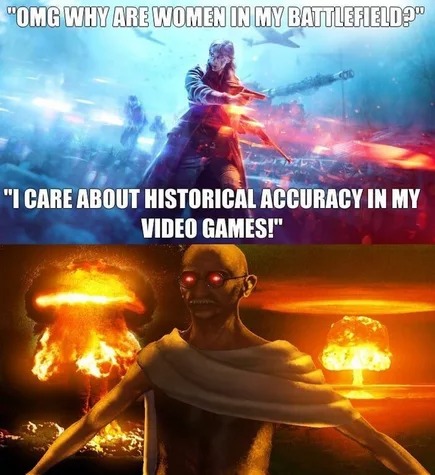 "OMG WHY ARE WOMEN IN MY BATTLEFIELD?"
"I CARE ABOUT HISTORICAL ACCURACY IN MY
VIDEO GAMES!"